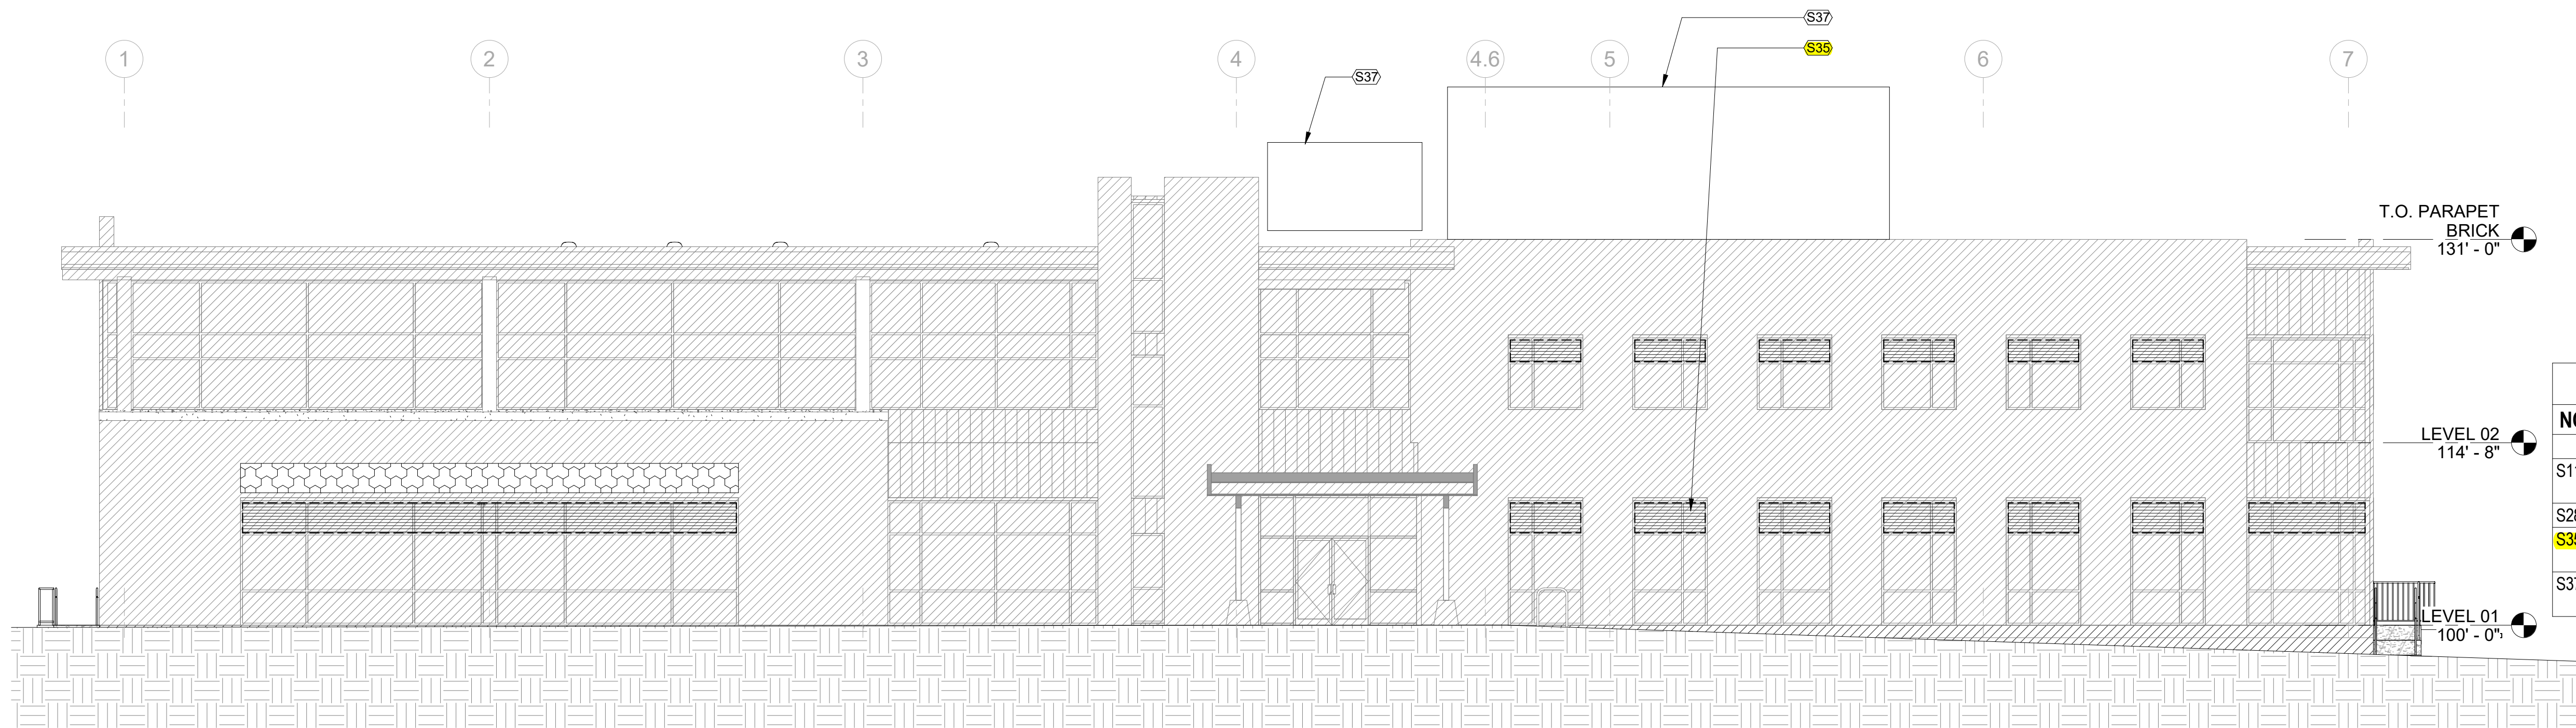 S37
S35
S37
1
2
3
4
4.6
5
6
7
T.O. PARAPET
BRICK
131' - 0"
LEVEL 02
114' - 8"
LEVEL 01
100' - 0"
S35